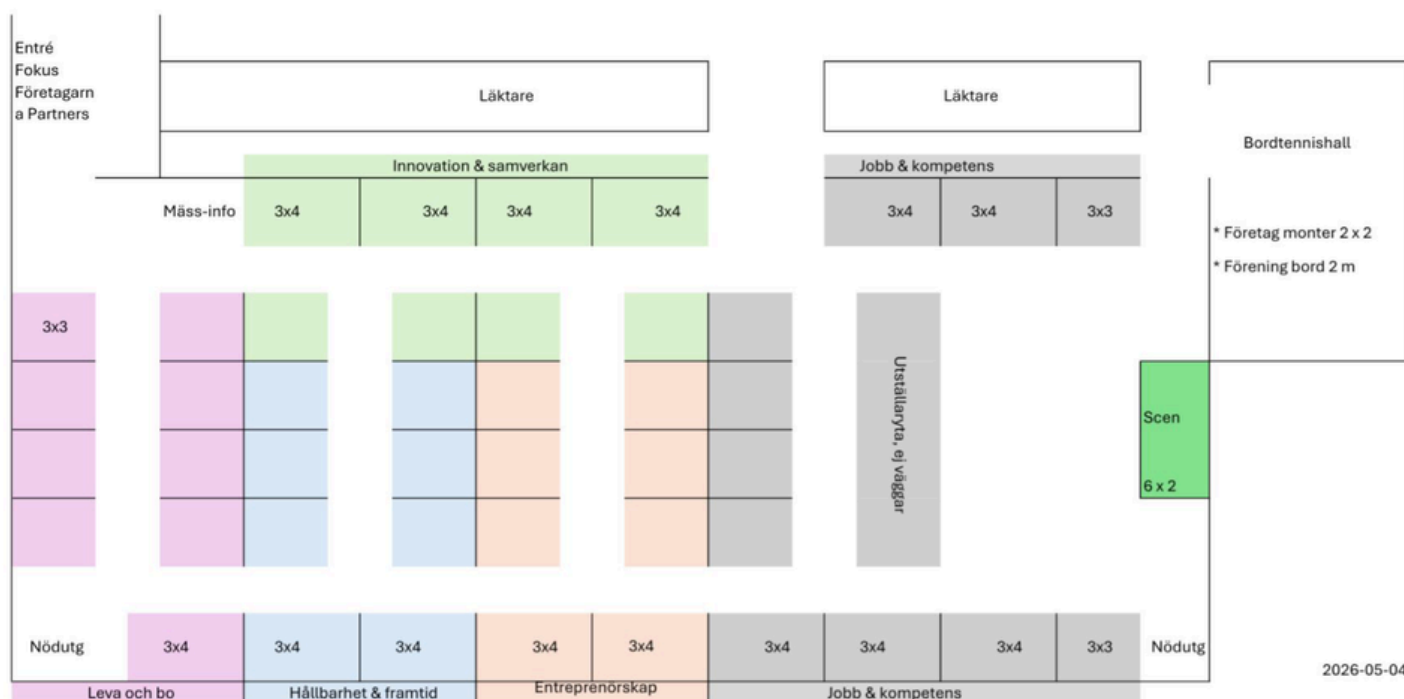 Entré
Fokus
Företagarn
a Partners
Läktare
Läktare
Bordtennishall
Innovation & samverkan
Jobb & kompetens
Mäss-info
3x4
3x4
3x4
3x4
3x4
3x4
3x3
* Företag monter 2 x 2
* Förening bord 2 m
3x3
Utställaryta, ej väggar
Scen
6 x 2
Nödutg
3x4
3x4
3x4
3x4
3x4
3x4
3x4
3x4
3x3
Nödutg
2026-05-04
Leva och bo
Hållbarhet & framtid
Entreprenörskap
Jobb & kompetens